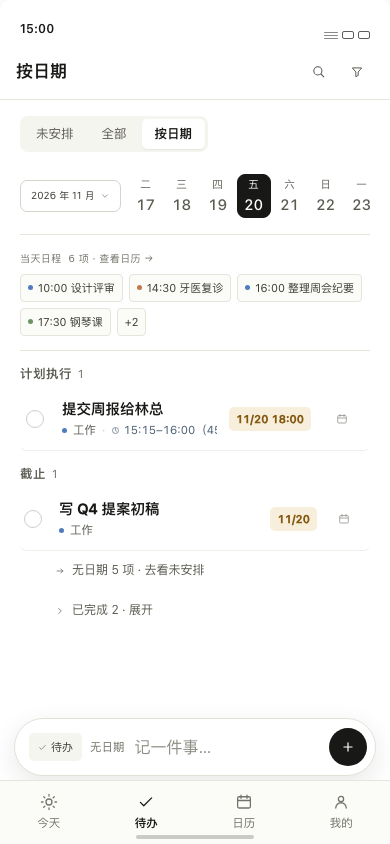 15:00
按日期
未安排 全部 按日期
2026 年 11 月 二 三 四 五 六 日 一
17 18 19 20 21 22 23
当天日程 6 项 · 查看日历 →
10:00 设计评审 14:30 牙医复诊 16:00 整理周会纪要
17:30 钢琴课 +2
计划执行 1
提交周报给林总
工作 · 15:15–16:00 (45
11/20 18:00
截止 1
写 Q4 提案初稿
工作
11/20
→ 无日期 5 项 · 去看未安排
已完成 2 · 展开
待办 无日期 记一件事...
今天 待办 日历 我的